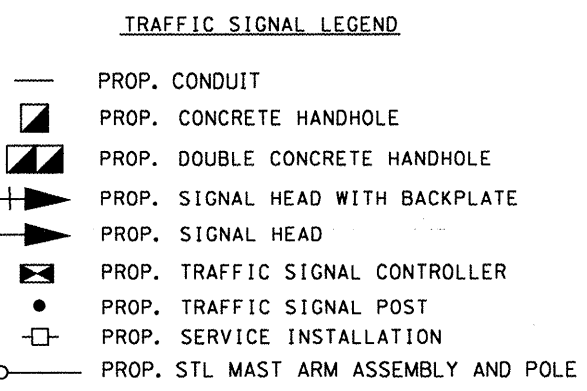 TRAFFIC SIGNAL LEGEND
PROP. CONDUIT
PROP. CONCRETE HANDHOLE
PROP. DOUBLE CONCRETE HANDHOLE
PROP. SIGNAL HEAD WITH BACKPLATE
PROP. SIGNAL HEAD
PROP. TRAFFIC SIGNAL CONTROLLER
PROP. TRAFFIC SIGNAL POST
PROP. SERVICE INSTALLATION
PROP. STL MAST ARM ASSEMBLY AND POLE